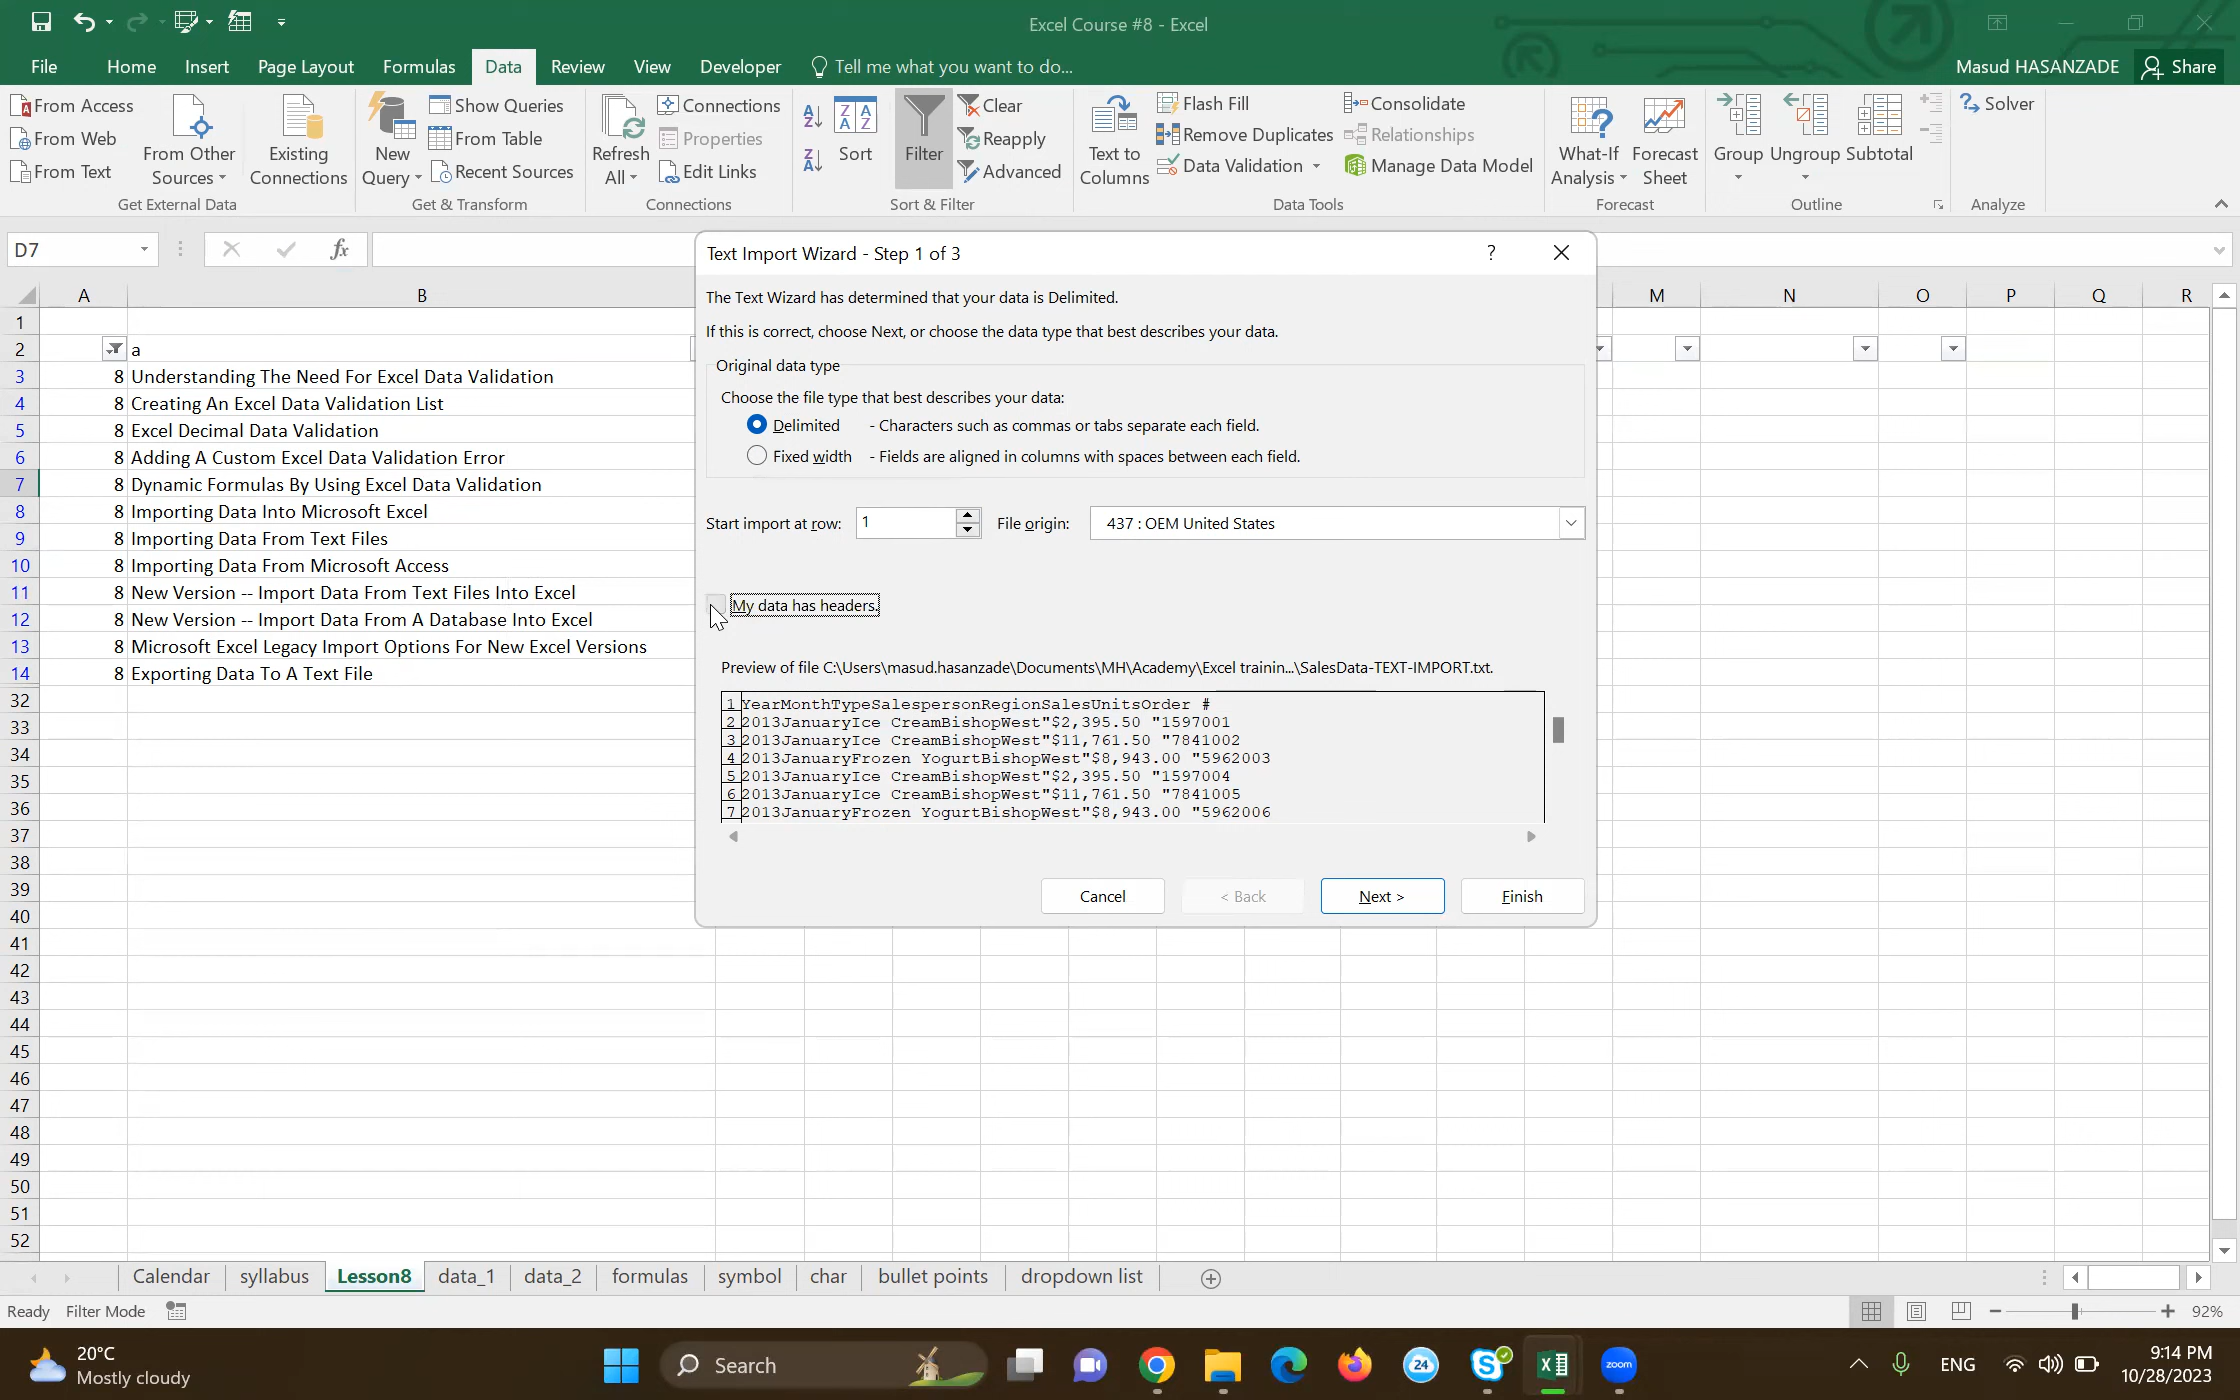 Excel Course #8 - Excel
File Home Insert Page Layout Formulas Data Review View Developer Tell me what you want to do... Masud HASANZADE Share
From Access
From Web
From Text
From Other Sources
Existing Connections
Get External Data
New Query
Show Queries
From Table
Recent Sources
Get & Transform
Refresh All
Connections
Properties
Edit Links
Connections
Sort
Filter
Clear
Reapply
Advanced
Sort & Filter
Text to Columns
Flash Fill
Remove Duplicates
Data Validation
Consolidate
Relationships
Manage Data Model
Data Tools
What-If Analysis
Forecast Sheet
Forecast
Group Ungroup Subtotal
Outline
Solver
Analyze
D7
fx
A B M N O P Q R
1
2 a
3 8 Understanding The Need For Excel Data Validation
4 8 Creating An Excel Data Validation List
5 8 Excel Decimal Data Validation
6 8 Adding A Custom Excel Data Validation Error
7 8 Dynamic Formulas By Using Excel Data Validation
8 8 Importing Data Into Microsoft Excel
9 8 Importing Data From Text Files
10 8 Importing Data From Microsoft Access
11 8 New Version -- Import Data From Text Files Into Excel
12 8 New Version -- Import Data From A Database Into Excel
13 8 Microsoft Excel Legacy Import Options For New Excel Versions
14 8 Exporting Data To A Text File
32
33
34
35
36
37
38
39
40
41
42
43
44
45
46
47
48
49
50
51
52
Text Import Wizard - Step 1 of 3 ?
The Text Wizard has determined that your data is Delimited.
If this is correct, choose Next, or choose the data type that best describes your data.
Original data type
Choose the file type that best describes your data:
Delimited - Characters such as commas or tabs separate each field.
Fixed width - Fields are aligned in columns with spaces between each field.
Start import at row: 1 File origin: 437 : OEM United States
My data has headers.
Preview of file C:\Users\masud.hasanzade\Documents\MH\Academy\Excel trainin...\SalesData-TEXT-IMPORT.txt.
1 YearMonthTypeSalespersonRegionSalesUnitsOrder #
2 2013JanuaryIce CreamBishopWest"$2,395.50 "1597001
3 2013JanuaryIce CreamBishopWest"$11,761.50 "7841002
4 2013JanuaryFrozen YogurtBishopWest"$8,943.00 "5962003
5 2013JanuaryIce CreamBishopWest"$2,395.50 "1597004
6 2013JanuaryIce CreamBishopWest"$11,761.50 "7841005
7 2013JanuaryFrozen YogurtBishopWest"$8,943.00 "5962006
Cancel < Back Next > Finish
Calendar syllabus Lesson8 data_1 data_2 formulas symbol char bullet points dropdown list
Ready Filter Mode 92%
20°C
Mostly cloudy
Search
24
zoom
ENG
9:14 PM
10/28/2023